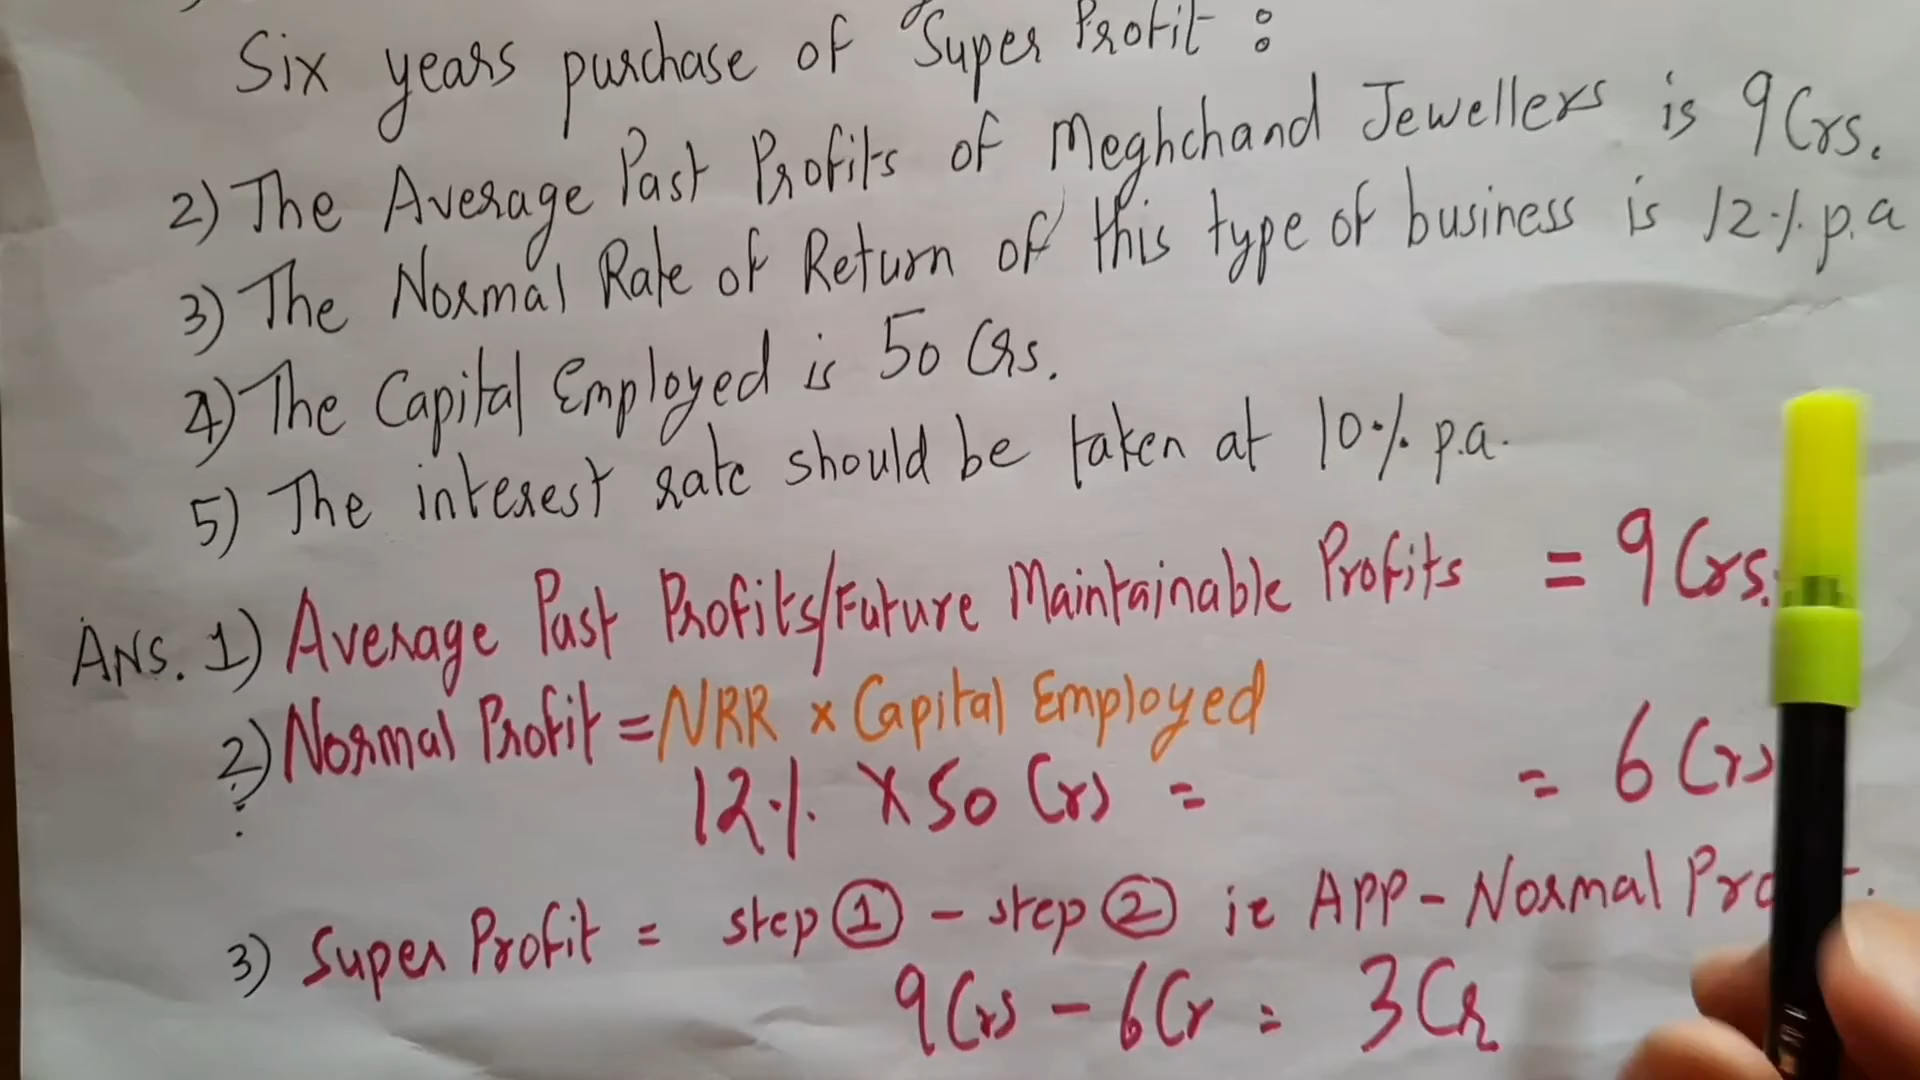 Six years purchase of Super Profit :
2) The Average Past Profits of Meghchand Jewellers is 9 Crs.
3) The Normal Rate of Return of this type of business is 12 % p.a
4) The Capital Employed is 50 Crs.
5) The interest rate should be taken at 10% p.a.
ANS. 1) Average Past Profits/Future Maintainable Profits = 9 Crs.
2) Normal Profit = NRR x Capital Employed
12% X 50 Crs = = 6 Crs
3) Super Profit = step ① - step ② ie APP - Normal
9 Crs - 6 Cr = 3 Cr